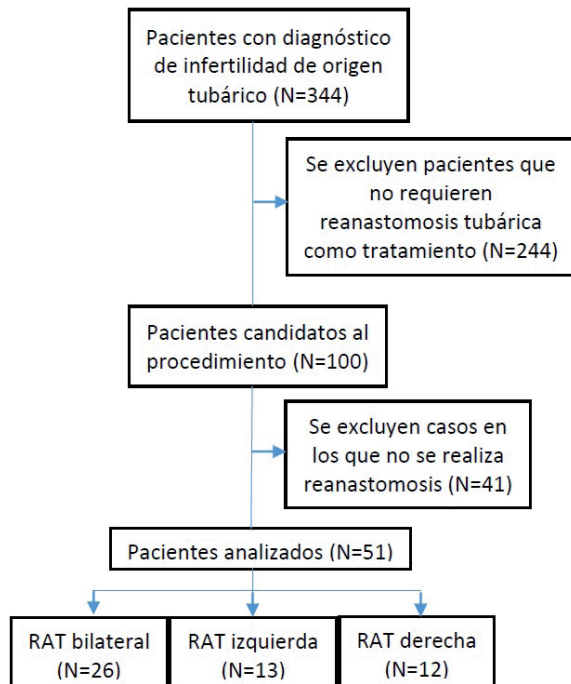 Pacientes con diagnóstico
de infertilidad de origen
tubárico (N=344)
Se excluyen pacientes que
no requieren
reanastomosis tubárica
como tratamiento (N=244)
Pacientes candidatos al
procedimiento (N=100)
Se excluyen casos en
los que no se realiza
reanastomosis (N=41)
Pacientes analizados (N=51)
RAT bilateral
(N=26)
RAT izquierda
(N=13)
RAT derecha
(N=12)